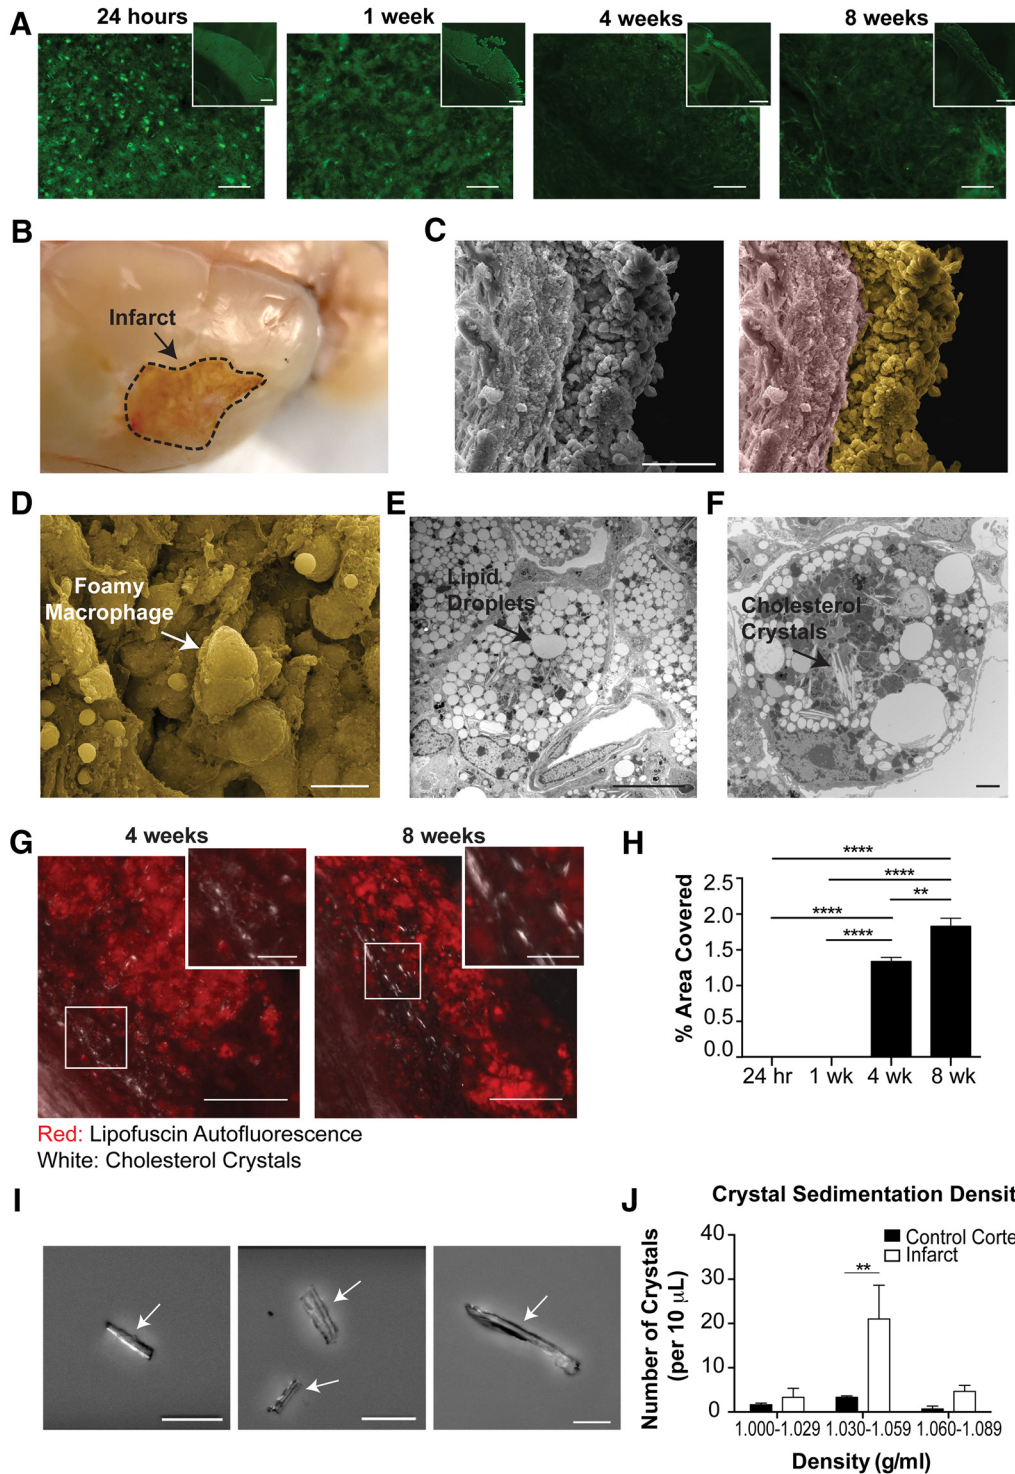 A
24 hours
1 week
4 weeks
8 weeks
B
Infarct
C
D
Foamy
Macrophage
E
Lipid
Droplets
F
Cholesterol
Crystals
G
4 weeks
8 weeks
Red: Lipofuscin Autofluorescence
White: Cholesterol Crystals
H
****
****
**
****
****
% Area Covered
2.5
2.0
1.5
1.0
0.5
0.0
24 hr
1 wk
4 wk
8 wk
I
J
Crystal Sedimentation Densit
Number of Crystals
(per 10 µL)
40
30
20
10
0
Control Corte
Infarct
**
1.000-1.029
1.030-1.059
1.060-1.089
Density (g/ml)